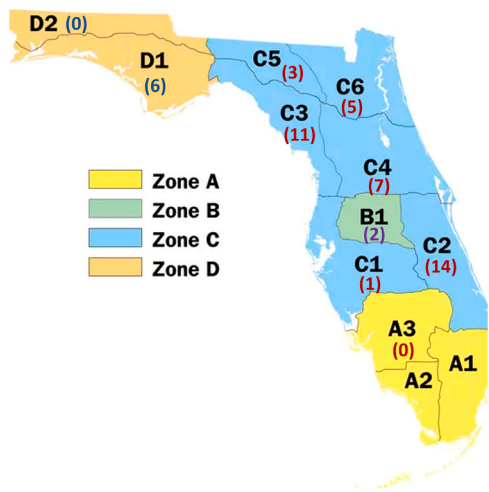 D2 (0)
D1
(6)
C5
(3)
C6
(5)
C3
(11)
C4
(7)
Zone A
Zone B
Zone C
Zone D
B1
(2)
C2
(14)
C1
(1)
A3
(0)
A1
A2